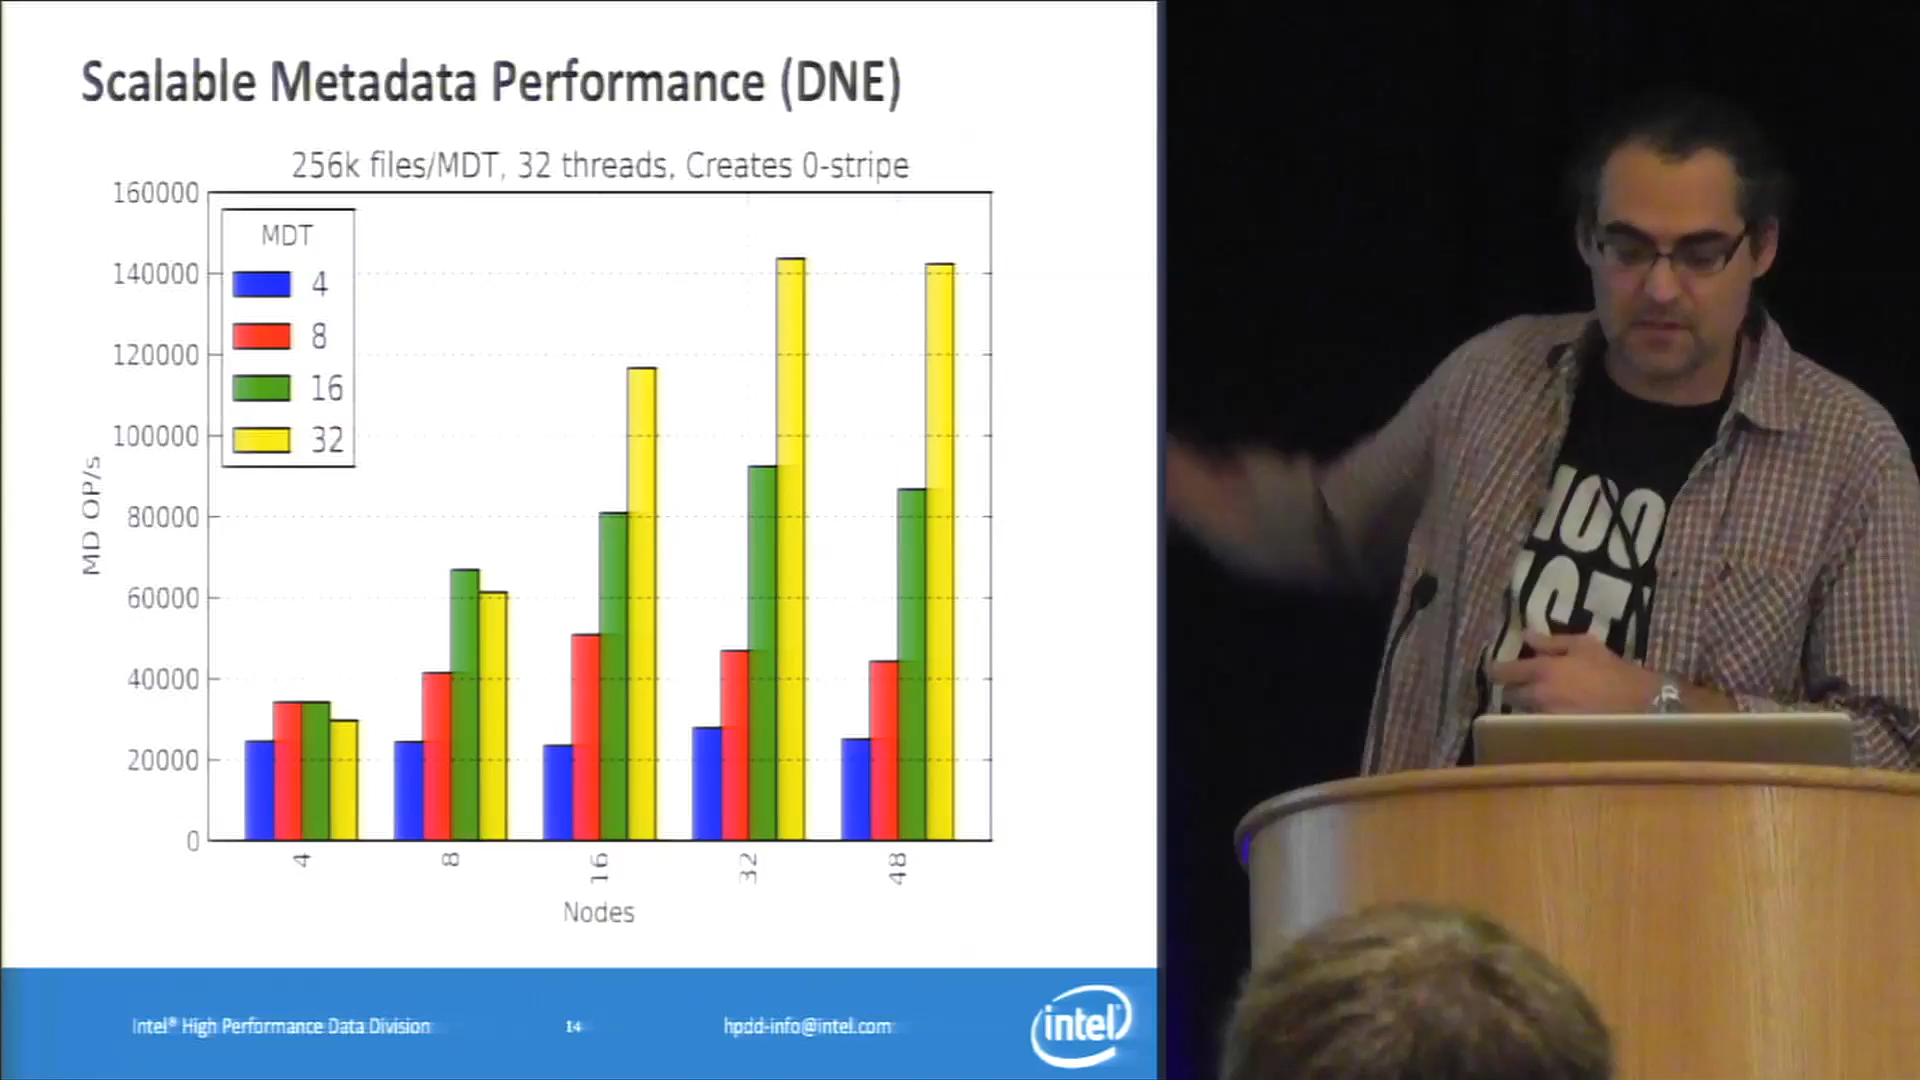 Scalable Metadata Performance (DNE)
256k files/MDT, 32 threads, Creates 0-stripe
160000
140000
120000
100000
80000
60000
40000
20000
0
MD OP/s
MDT
4
8
16
32
4
8
16
32
48
Nodes
Intel® High Performance Data Division
14
hpdd-info@intel.com
intel